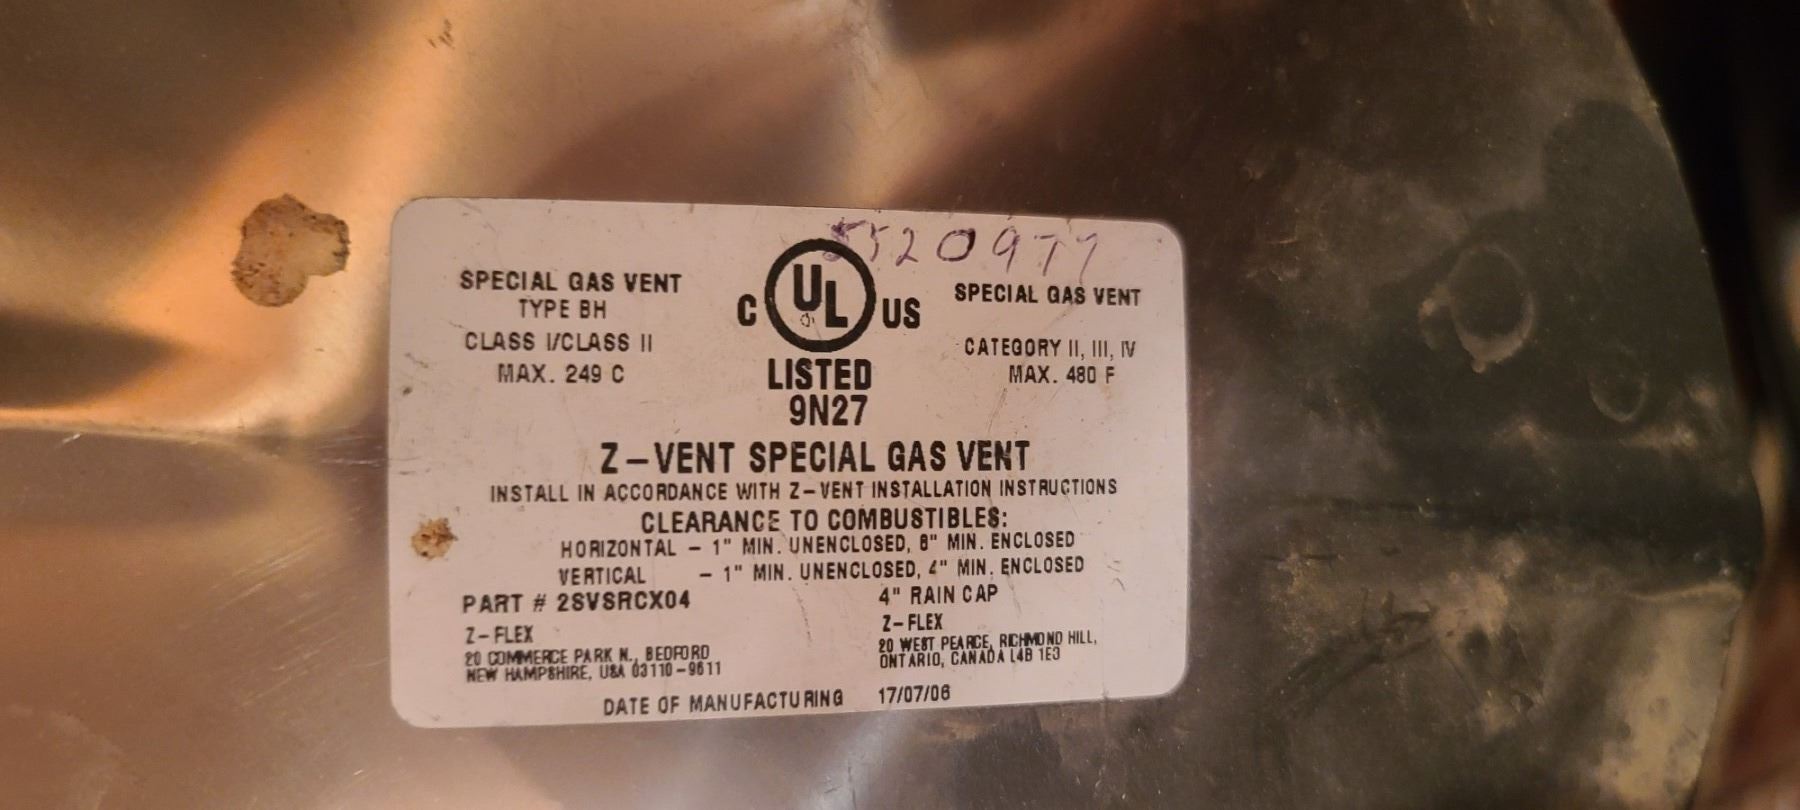 5520977
SPECIAL GAS VENT
TYPE BH
CLASS I/CLASS II
MAX. 249 C
C UL US
LISTED
9N27
SPECIAL GAS VENT
CATEGORY II, III, IV
MAX. 480 F
Z-VENT SPECIAL GAS VENT
INSTALL IN ACCORDANCE WITH Z-VENT INSTALLATION INSTRUCTIONS
CLEARANCE TO COMBUSTIBLES:
HORIZONTAL - 1" MIN. UNENCLOSED, 8" MIN. ENCLOSED
VERTICAL - 1" MIN. UNENCLOSED, 4" MIN. ENCLOSED
PART # 2SVSRCX04
4" RAIN CAP
Z-FLEX
20 COMMERCE PARK N., BEDFORD
NEW HAMPSHIRE, USA 03110-9611
Z-FLEX
20 WEST PEARCE, RICHMOND HILL,
ONTARIO, CANADA L4B 1E3
DATE OF MANUFACTURING 17/07/06